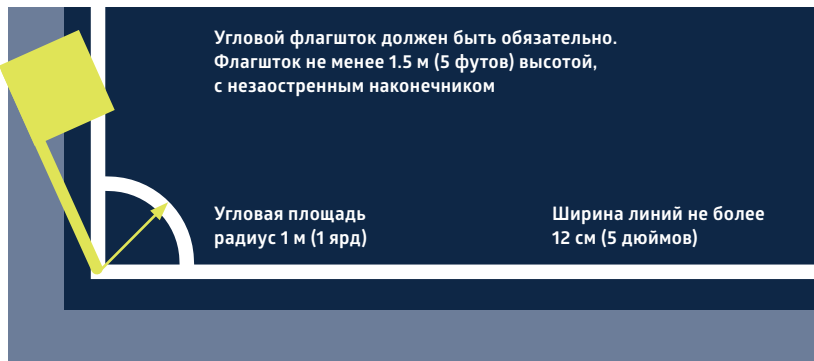 Угловой флагшток должен быть обязательно.
Флагшток не менее 1.5 м (5 футов) высотой,
с незаостренным наконечником
Угловая площадь
радиус 1 м (1 ярд)
Ширина линий не более
12 см (5 дюймов)